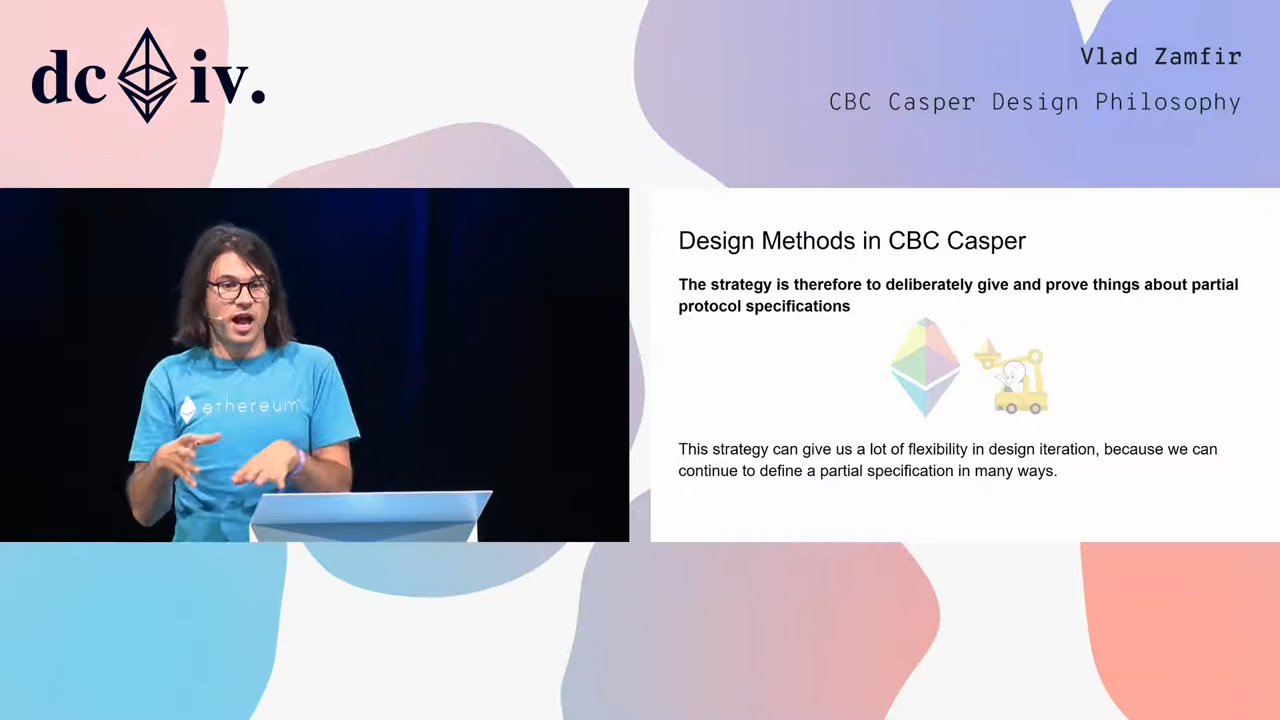 dc iv.
Vlad Zamfir
CBC Casper Design Philosophy
ethereum
Design Methods in CBC Casper
The strategy is therefore to deliberately give and prove things about partial
protocol specifications
This strategy can give us a lot of flexibility in design iteration, because we can
continue to define a partial specification in many ways.